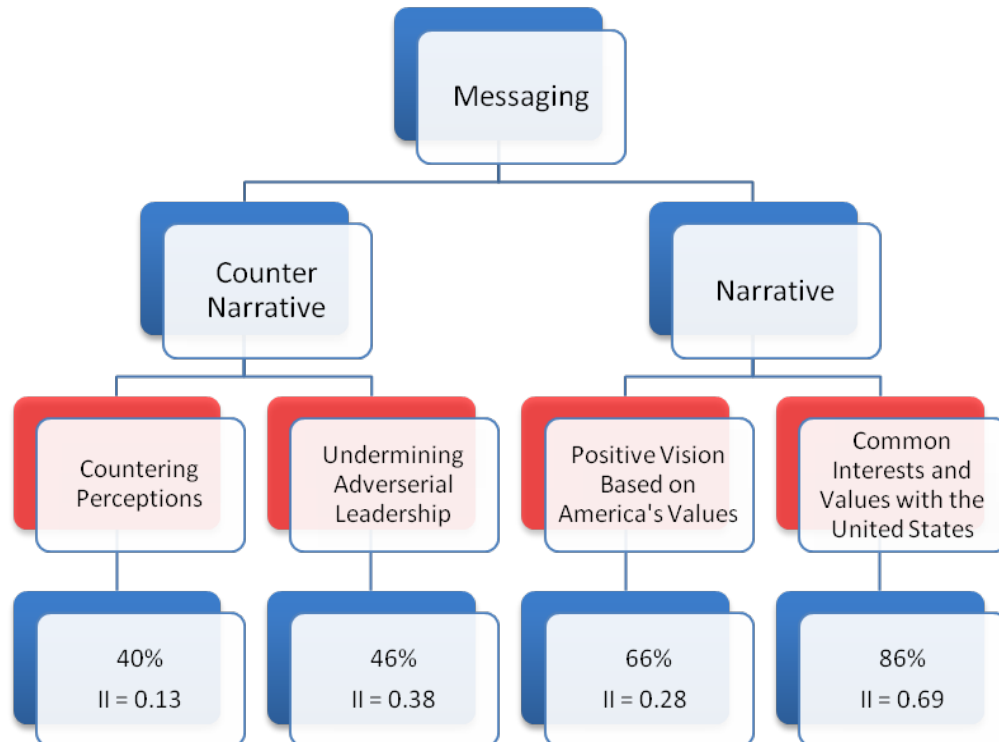 Messaging
Counter
Narrative
Narrative
Countering
Perceptions
Undermining
Adverserial
Leadership
Positive Vision
Based on
America's Values
Common
Interests and
Values with the
United States
40%
II = 0.13
46%
II = 0.38
66%
II = 0.28
86%
II = 0.69